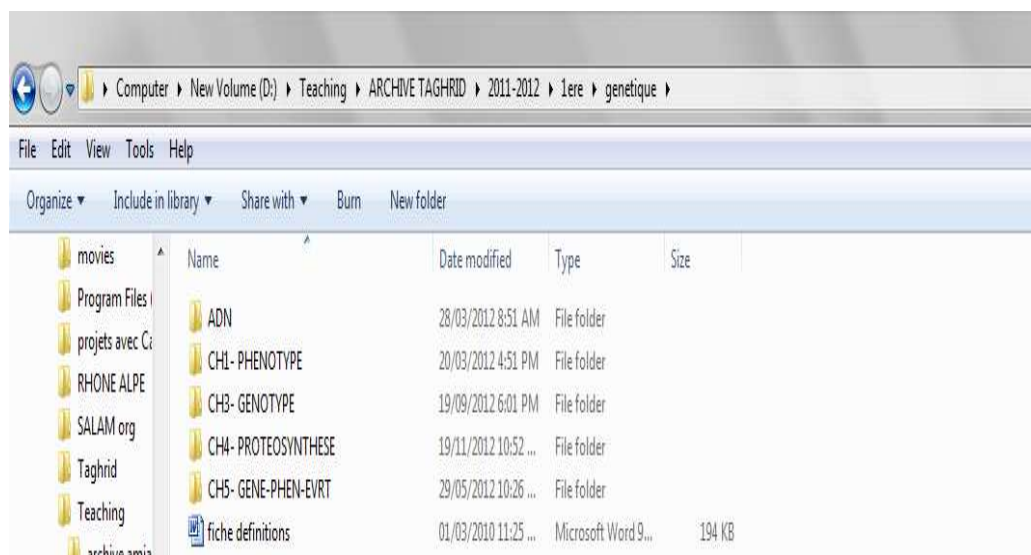 Computer ▸ New Volume (D:) ▸ Teaching ▸ ARCHIVE TAGHRID ▸ 2011-2012 ▸ 1ere ▸ genetique ▸
File Edit View Tools Help
Organize ▾ Include in library ▾ Share with ▾ Burn New folder
movies
Program Files (
projets avec Ca
RHONE ALPE
SALAM org
Taghrid
Teaching
Name Date modified Type Size
ADN 28/03/2012 8:51 AM File folder
CH1- PHENOTYPE 20/03/2012 4:51 PM File folder
CH3- GENOTYPE 19/09/2012 6:01 PM File folder
CH4- PROTEOSYNTHESE 19/11/2012 10:52 ... File folder
CH5- GENE-PHEN-EVRT 29/05/2012 10:26 ... File folder
fiche definitions 01/03/2010 11:25 ... Microsoft Word 9... 194 KB